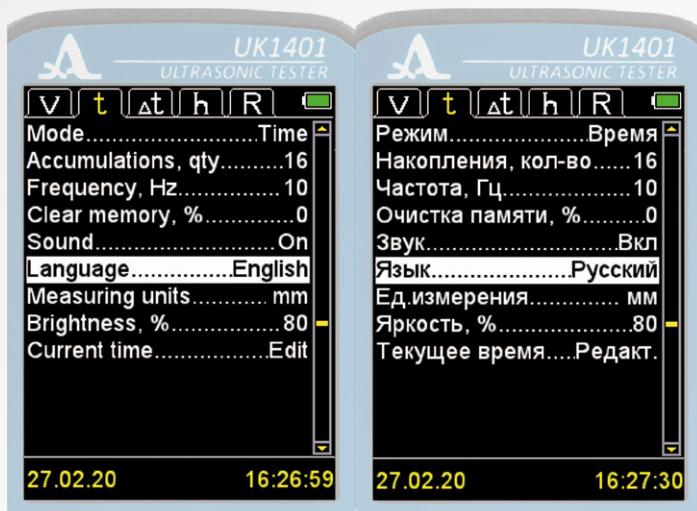 UK1401
ULTRASONIC TESTER
V t Δt h R
Mode....................Time
Accumulations, qty..........16
Frequency, Hz................10
Clear memory, %............0
Sound.........................On
Language...............English
Measuring units........... mm
Brightness, %................80
Current time.................Edit
27.02.20 16:26:59
UK1401
ULTRASONIC TESTER
V t Δt h R
Режим....................Время
Накопления, кол-во......16
Частота, Гц...................10
Очистка памяти, %.......0
Звук.........................Вкл
Язык.....................Русский
Ед.измерения............. мм
Яркость, %....................80
Текущее время.....Редакт.
27.02.20 16:27:30